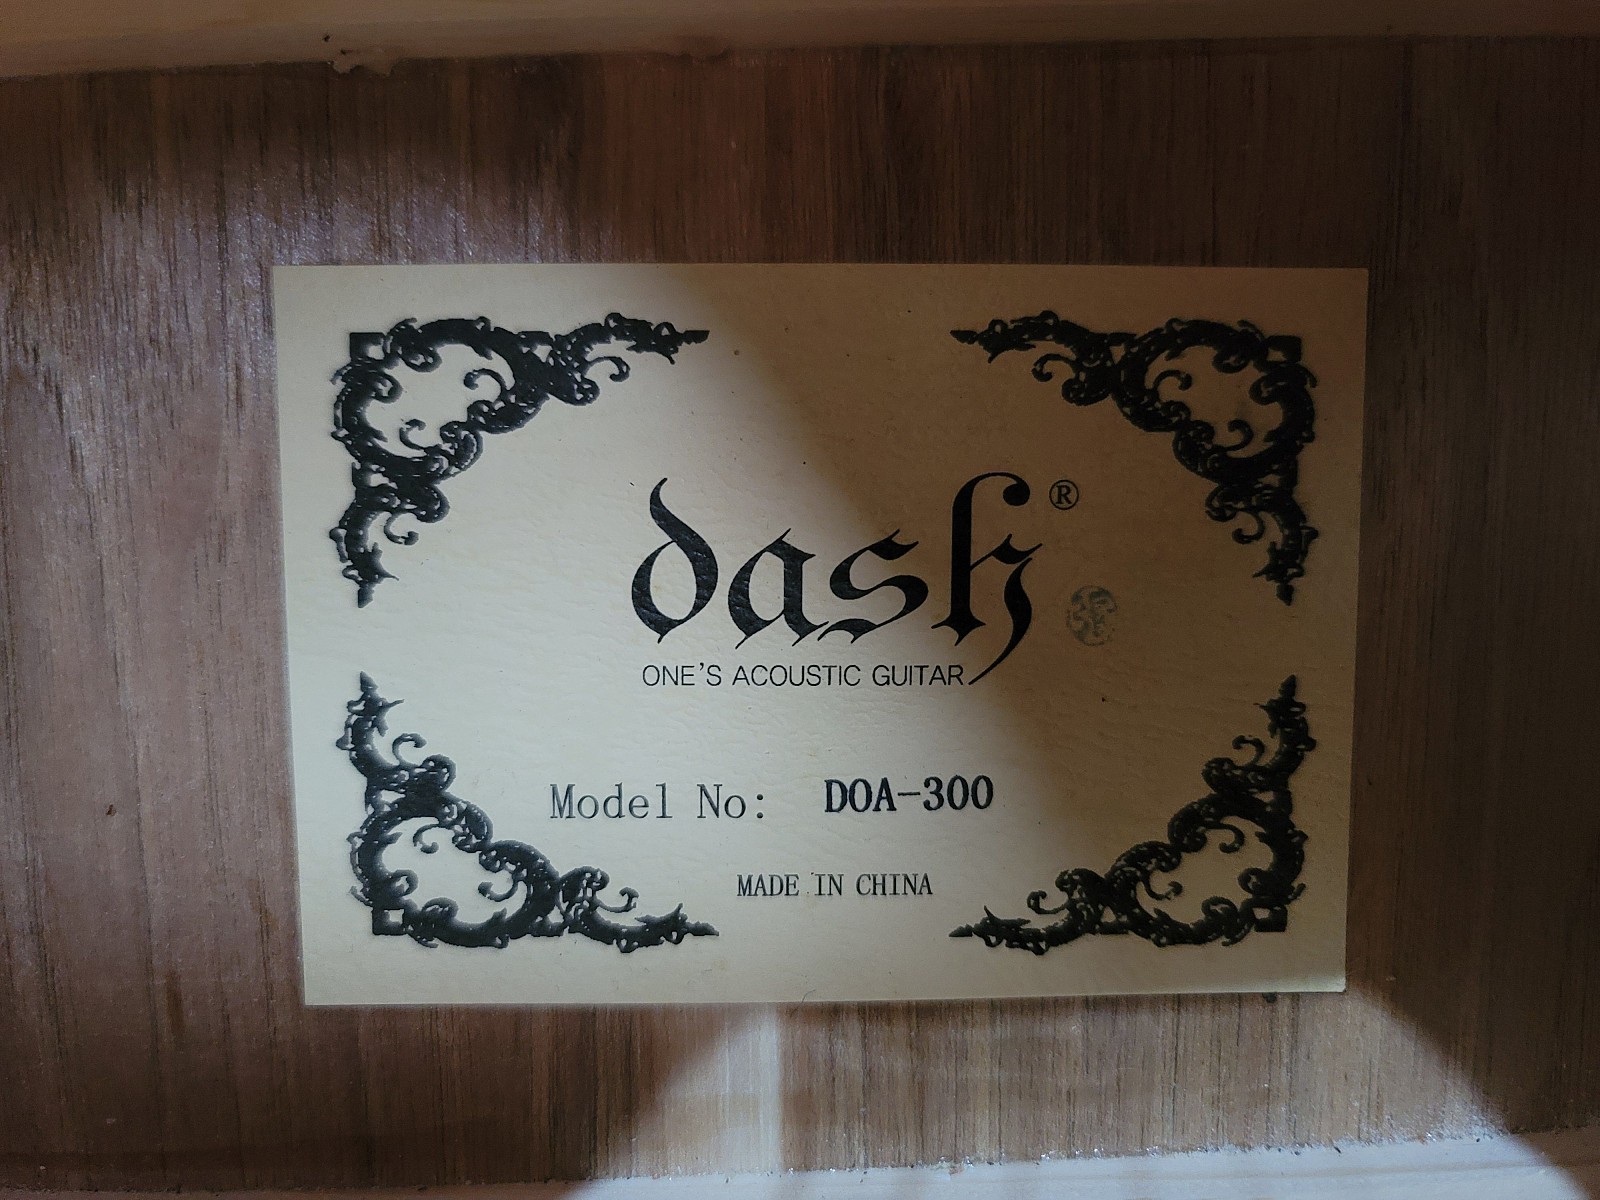 dash®
ONE'S ACOUSTIC GUITAR
Model No: DOA-300
MADE IN CHINA